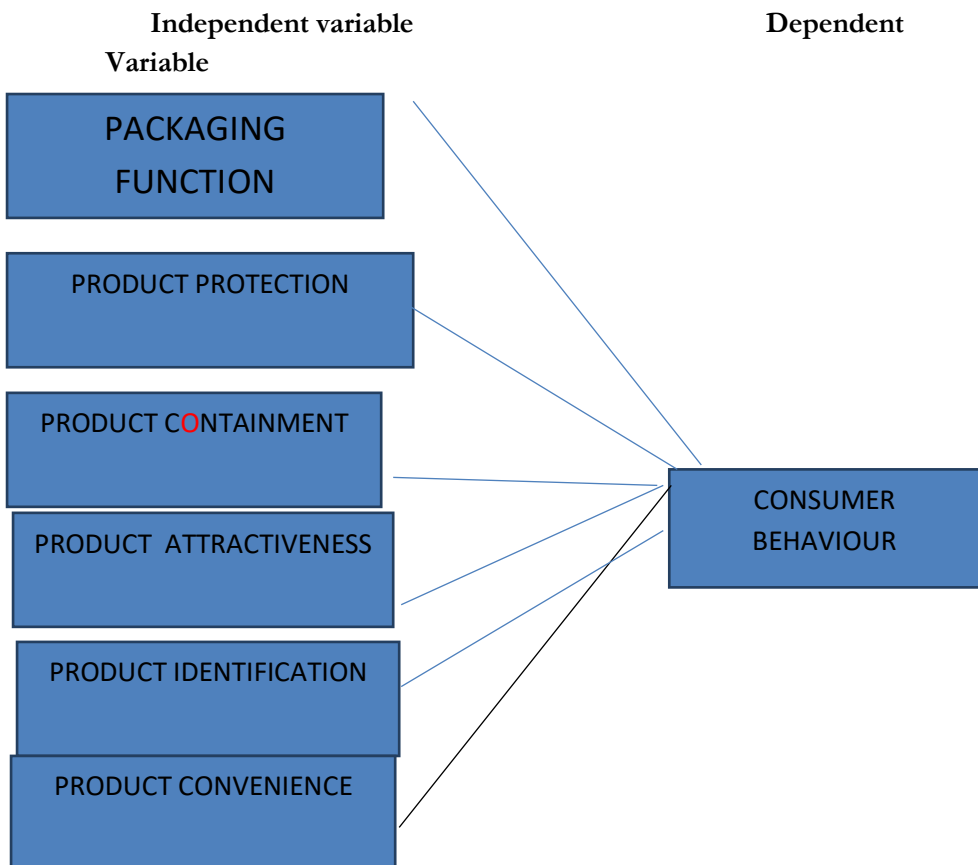 Independent variable Dependent
Variable
PACKAGING
FUNCTION
PRODUCT PROTECTION
PRODUCT CONTAINMENT
CONSUMER
BEHAVIOUR
PRODUCT ATTRACTIVENESS
PRODUCT IDENTIFICATION
PRODUCT CONVENIENCE